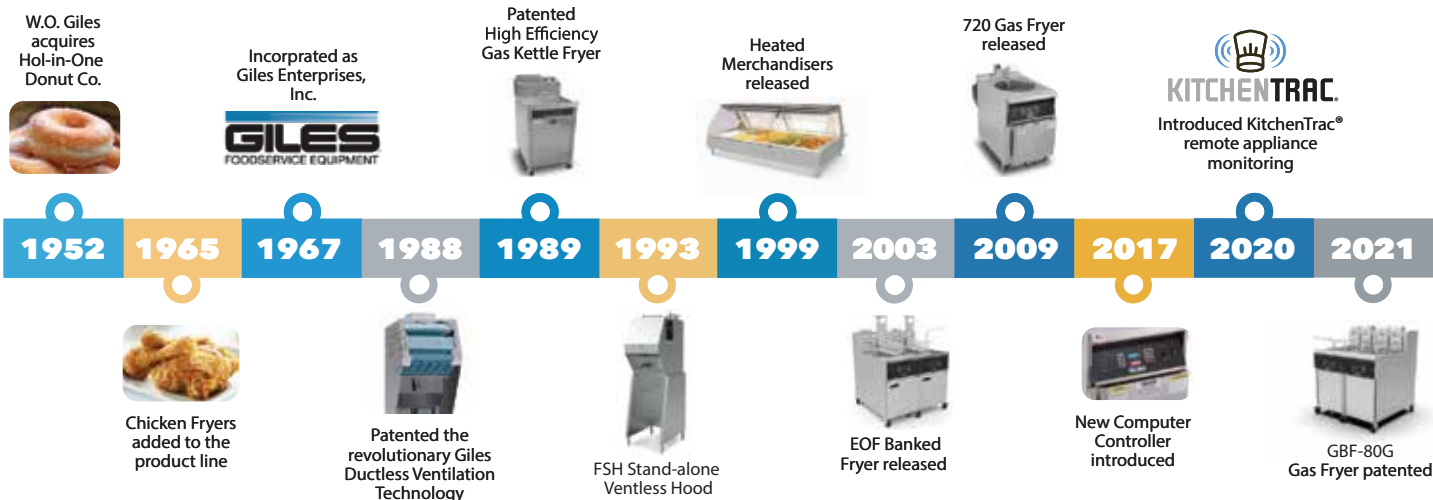 W.O. Giles
acquires
Hol-in-One
Donut Co.
Incorprated as
Giles Enterprises,
Inc.
GILES
FOODSERVICE EQUIPMENT
Patented
High Efficiency
Gas Kettle Fryer
Heated
Merchandisers
released
720 Gas Fryer
released
KITCHENTRAC®
Introduced KitchenTrac®
remote appliance
monitoring
1952 1965 1967 1988 1989 1993 1999 2003 2009 2017 2020 2021
Chicken Fryers
added to the
product line
Patented the
revolutionary Giles
Ductless Ventilation
Technology
FSH Stand-alone
Ventless Hood
EOF Banked
Fryer released
New Computer
Controller
introduced
GBF-80G
Gas Fryer patented